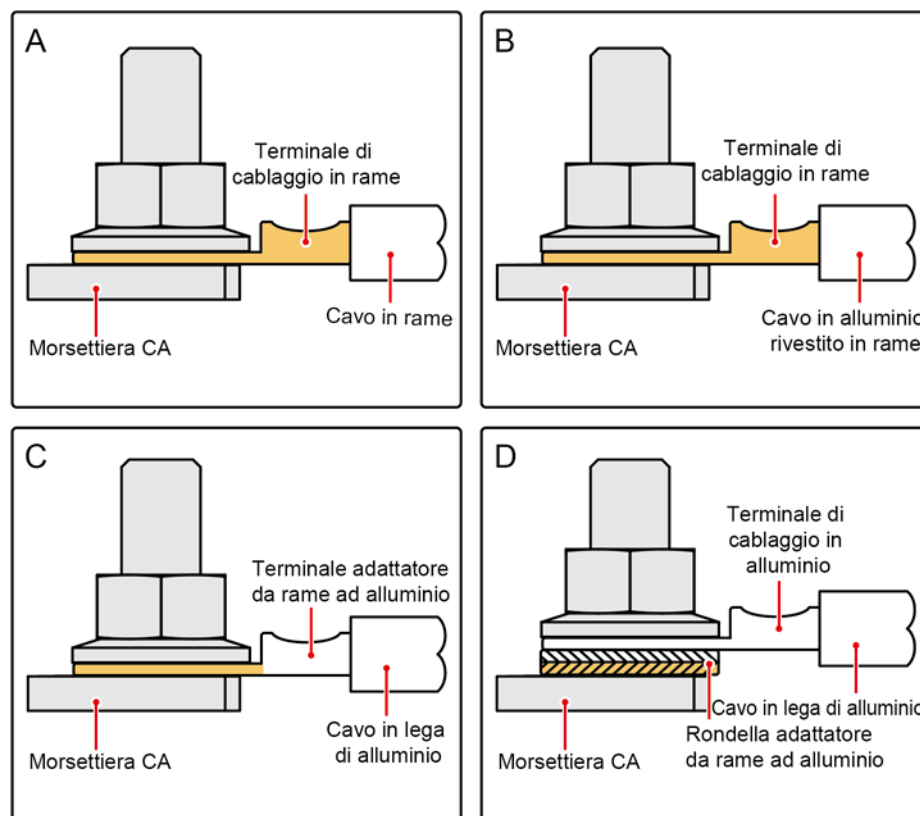 A
Terminale di
cablaggio in rame
Cavo in rame
Morsettiera CA
B
Terminale di
cablaggio in rame
Cavo in alluminio
rivestito in rame
Morsettiera CA
C
Terminale adattatore
da rame ad alluminio
Cavo in lega
di alluminio
Morsettiera CA
D
Terminale di
cablaggio in
alluminio
Cavo in lega di alluminio
Rondella adattatore
da rame ad alluminio
Morsettiera CA